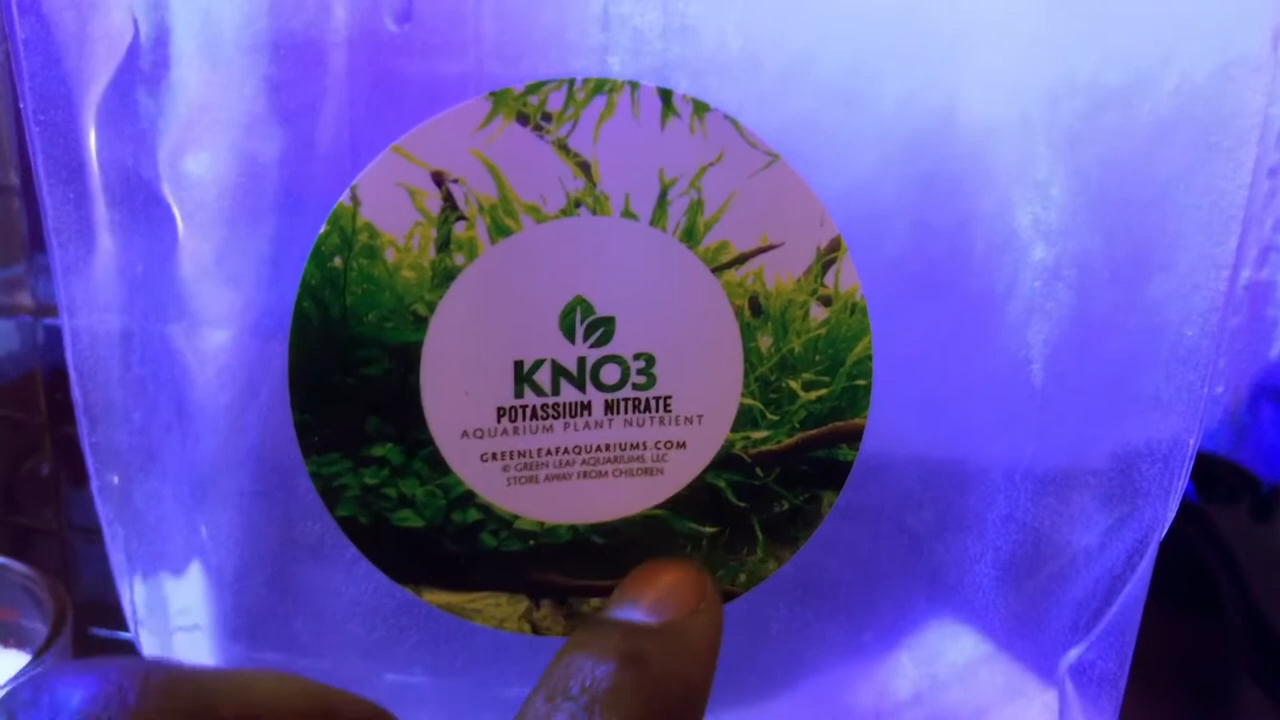 KNO3
POTASSIUM NITRATE
AQUARIUM PLANT NUTRIENT
GREENLEAFAQUARIUMS.COM
© GREEN LEAF AQUARIUMS, LLC
STORE AWAY FROM CHILDREN